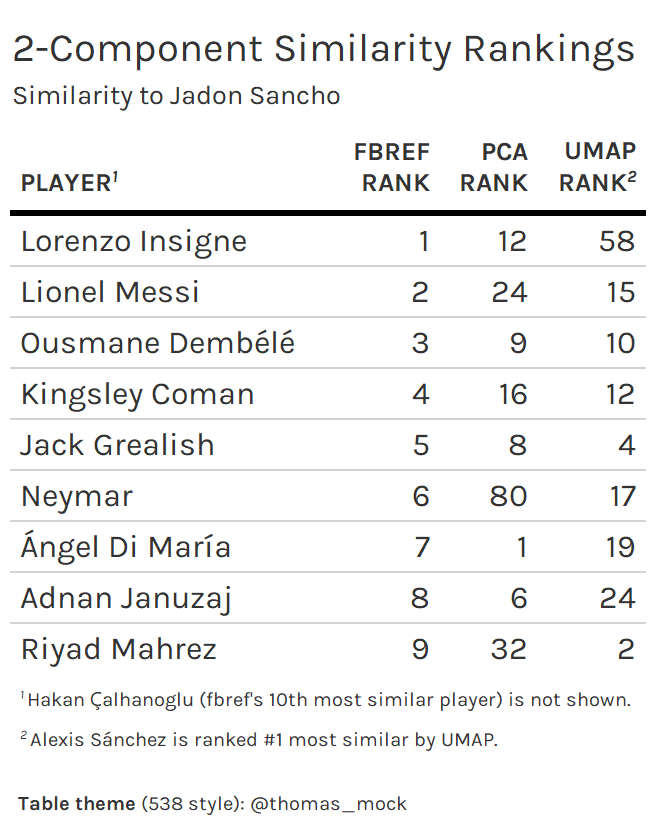 2-Component Similarity Rankings
Similarity to Jadon Sancho
FBREF PCA UMAP
PLAYER¹ RANK RANK RANK²
Lorenzo Insigne 1 12 58
Lionel Messi 2 24 15
Ousmane Dembélé 3 9 10
Kingsley Coman 4 16 12
Jack Grealish 5 8 4
Neymar 6 80 17
Ángel Di María 7 1 19
Adnan Januzaj 8 6 24
Riyad Mahrez 9 32 2
¹ Hakan Çalhanoglu (fbref's 10th most similar player) is not shown.
² Alexis Sánchez is ranked #1 most similar by UMAP.
Table theme (538 style): @thomas_mock